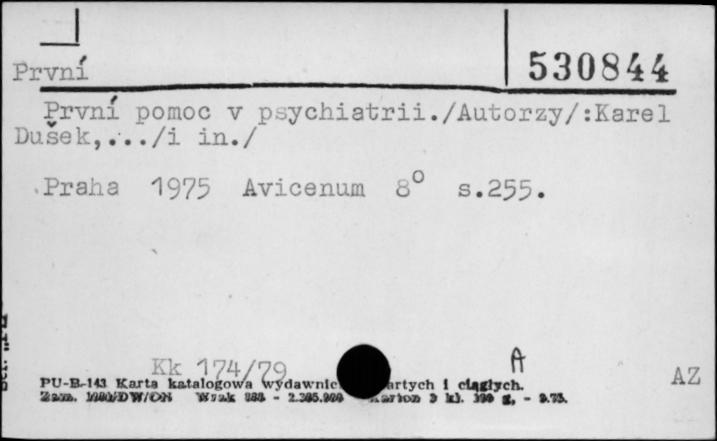 První
530844
První pomoc v psychiatrii./Autorzy/:Karel
Dušek,.../i in./
Praha 1975 Avicenum 8° s.255.
Kk 174/79
A
AZ
PU-B-143 Karta katalogowa wydawnic artych i ciągłych.
Zam.